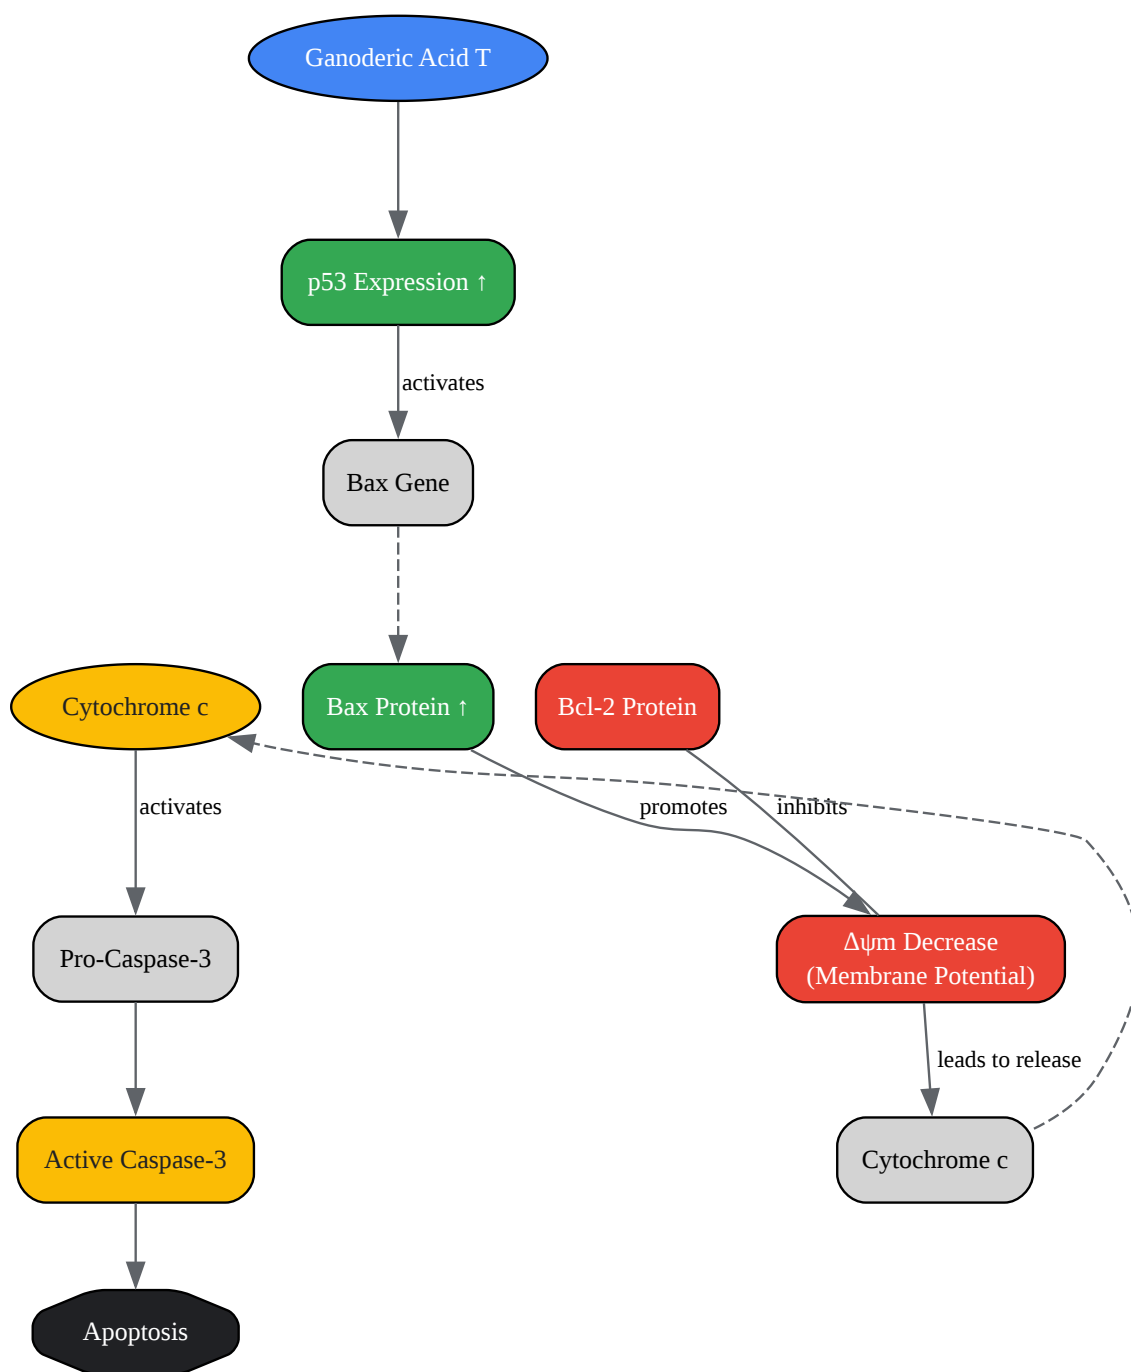 Ganoderic Acid T
p53 Expression ↑
activates
Bax Gene
Cytochrome c
Bax Protein ↑
Bcl-2 Protein
activates
promotes
inhibits
Pro-Caspase-3
Δψm Decrease
(Membrane Potential)
leads to release
Active Caspase-3
Cytochrome c
Apoptosis